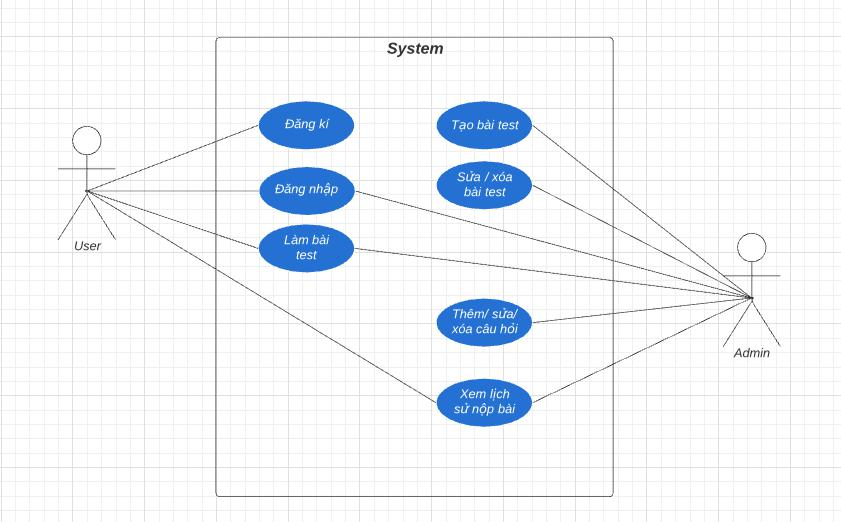 System
Đăng kí
Tạo bài test
Sửa / xóa
bài test
Đăng nhập
Làm bài
test
User
Thêm/ sửa/
xóa câu hỏi
Admin
Xem lịch
sử nộp bài